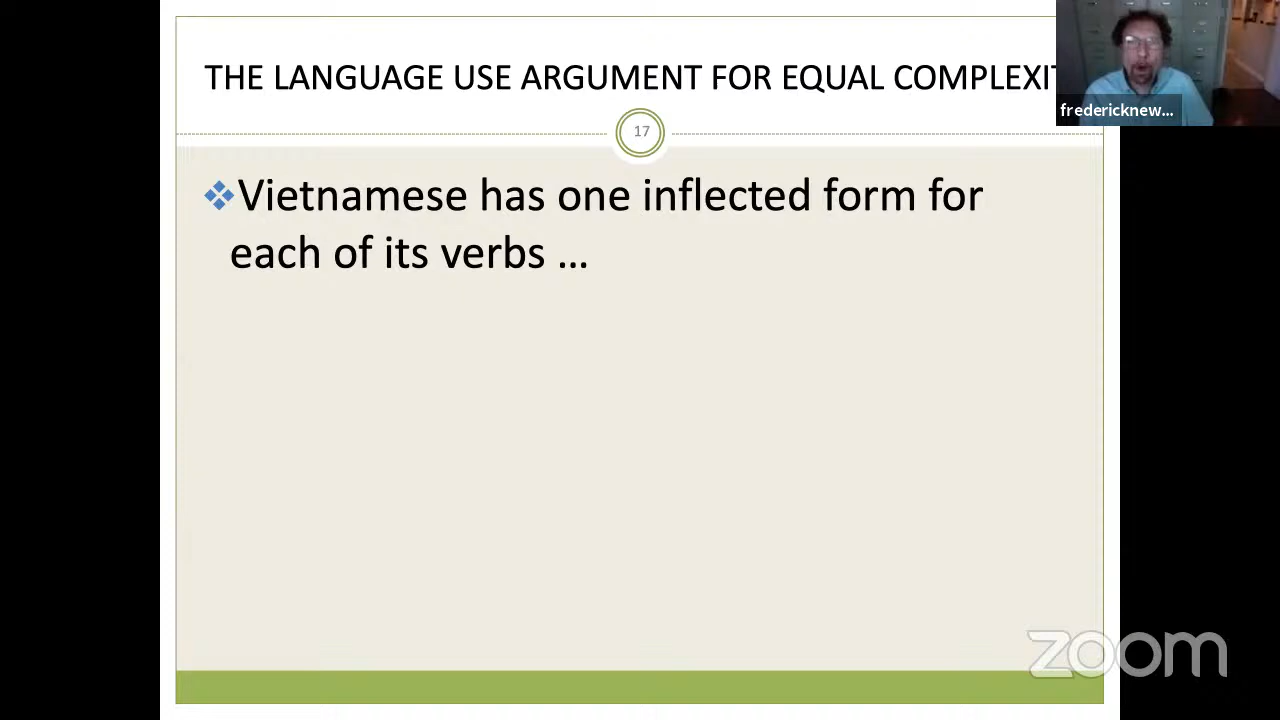 THE LANGUAGE USE ARGUMENT FOR EQUAL COMPLEXI
fredericknew...
17
❖Vietnamese has one inflected form for
each of its verbs …
zoom